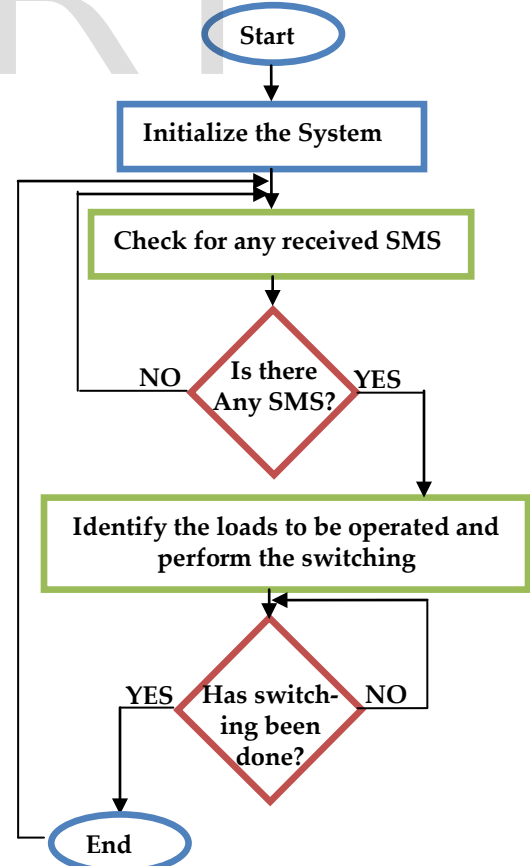 Start
Initialize the System
Check for any received SMS
NO
Is there
YES
Any SMS?
Identify the loads to be operated and
perform the switching
YES
Has switch-
NO
ing been
done?
End